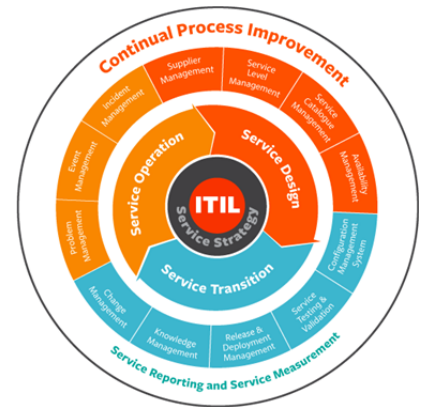 Continual Process Improvement
Supplier
Management
Service
Level
Management
Service
Catalogue
Management
Availability
Management
Configuration
Management
System
Service
Testing &
Validation
Release &
Deployment
Management
Knowledge
Management
Change
Management
Problem
Management
Event
Management
Incident
Management
Service Design
Service Transition
Service Operation
ITIL
Service Strategy
Service Reporting and Service Measurement